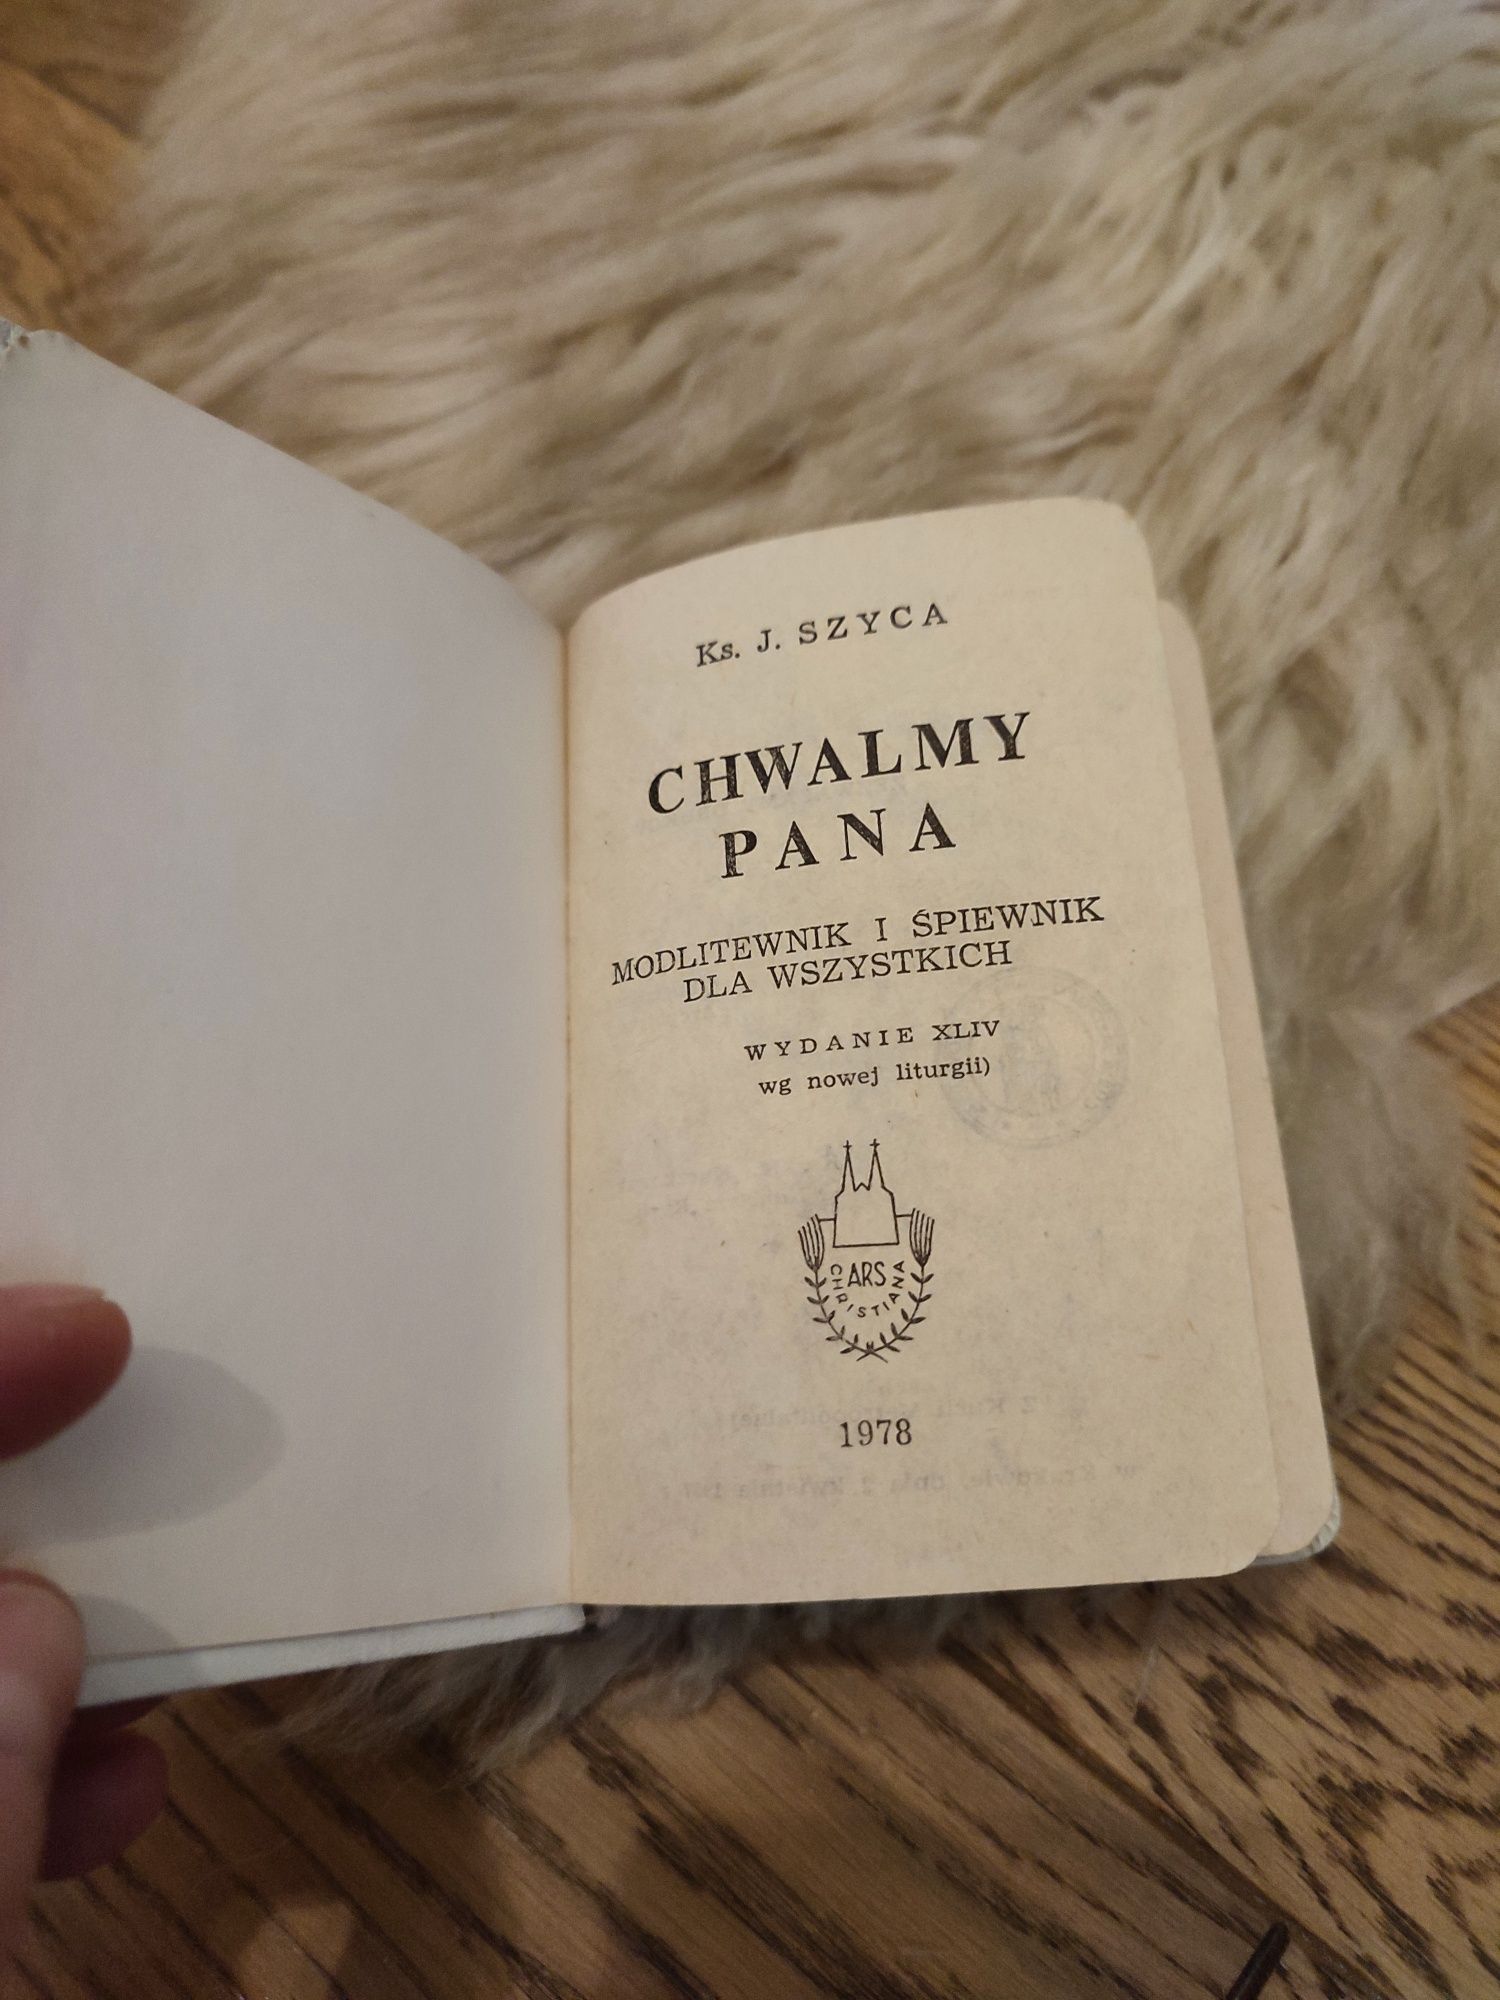 Ks. J. SZYCA
CHWALMY
PANA
MODLITEWNIK I ŚPIEWNIK
DLA WSZYSTKICH
WYDANIE XLIV
wg nowej liturgii)
ARS
CHRISTIANA
1978